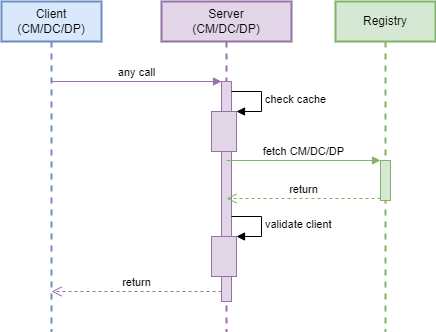 Client
(CM/DC/DP)
Server
(CM/DC/DP)
Registry
any call
check cache
fetch CM/DC/DP
return
validate client
return